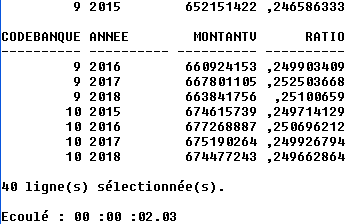 9 2015 652151422 ,246586333
CODEBANQUE ANNEE MONTANTV RATIO
---------- ---------- ---------- ----------
9 2016 660924153 ,249903409
9 2017 667801105 ,252503668
9 2018 663841756 ,25100659
10 2015 674615739 ,249714129
10 2016 677268887 ,250696212
10 2017 675190264 ,249926794
10 2018 674477243 ,249662864
40 ligne(s) sélectionnée(s).
Ecoulé : 00 :00 :02.03